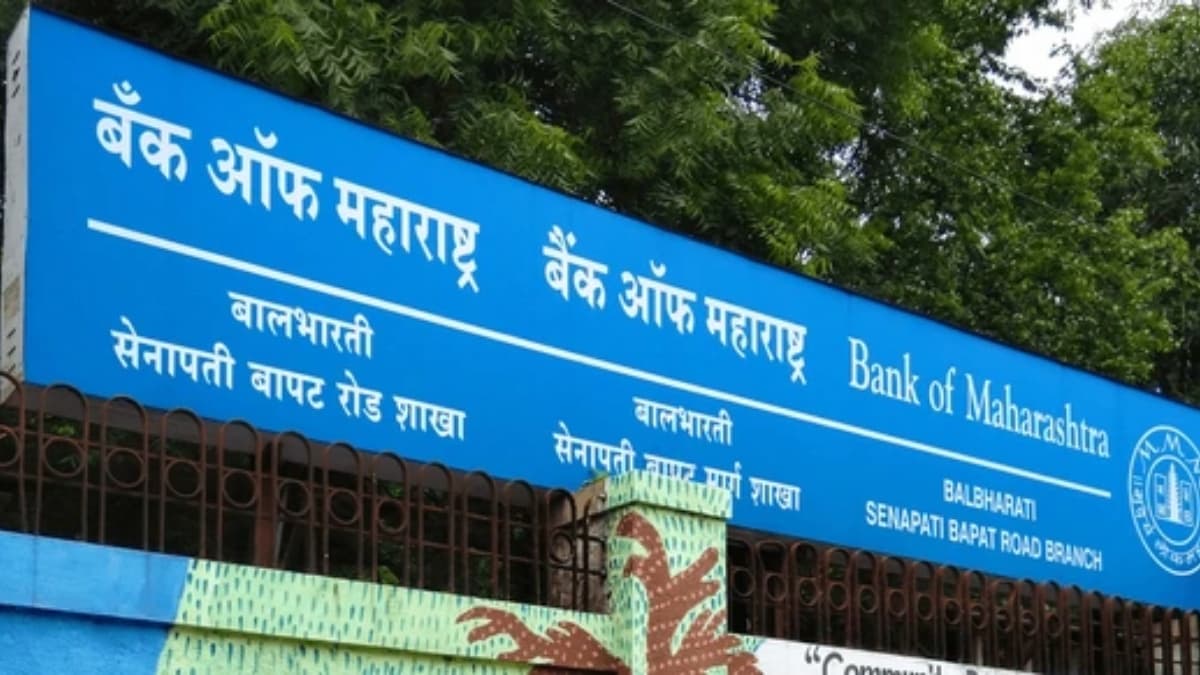 बँक ऑफ महाराष्ट्र
बालभारती
सेनापती बापट रोड शाखा
बैंक ऑफ महाराष्ट्र
बालभारती
सेनापती बापट मार्ग शाखा
Bank of Maharashtra
BALBHARATI
SENAPATI BAPAT ROAD BRANCH